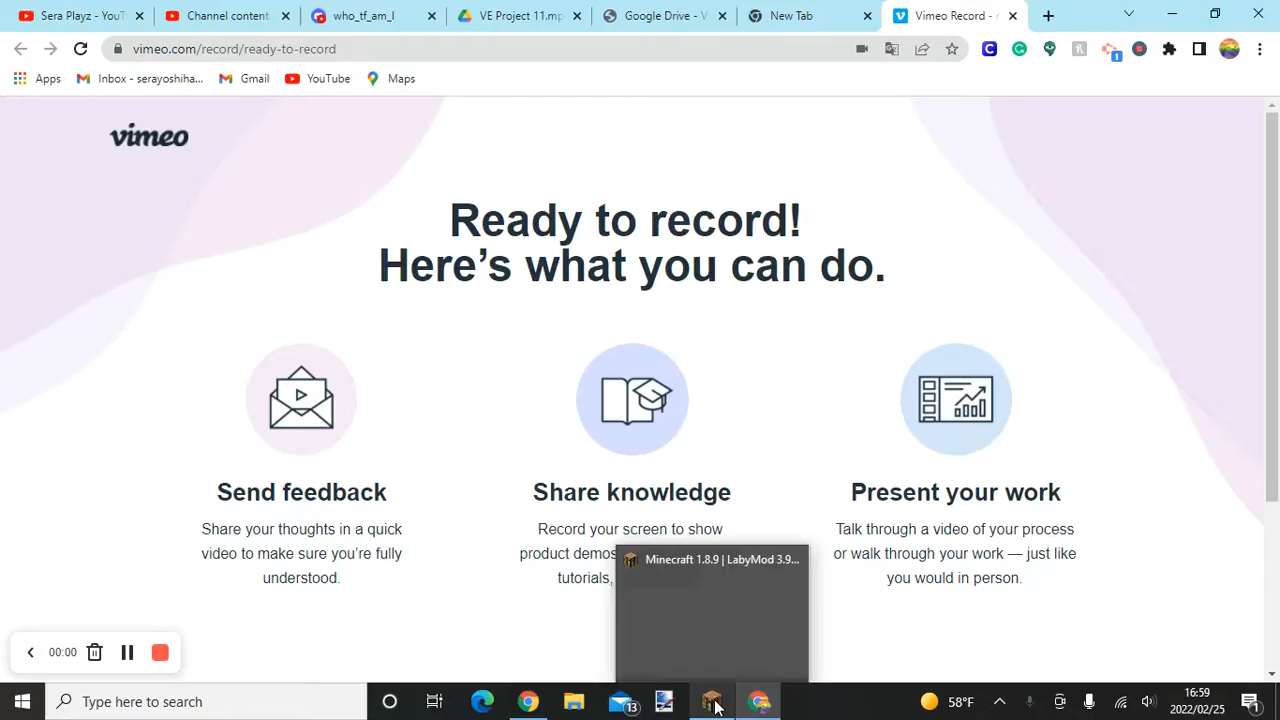 Sera Playz - YouT
Channel content
who_tf_am_I
VE Project 11.mp
Google Drive - V
New Tab
Vimeo Record -
vimeo.com/record/ready-to-record
1
Apps
Inbox - serayoshiha...
Gmail
YouTube
Maps
vimeo
Ready to record!
Here's what you can do.
Send feedback
Share your thoughts in a quick
video to make sure you're fully
understood.
Share knowledge
Record your screen to show
product demos
tutorials,
Present your work
Talk through a video of your process
or walk through your work — just like
you would in person.
Minecraft 1.8.9 | LabyMod 3.9...
00:00
Type here to search
13
58°F
16:59
2022/02/25
1